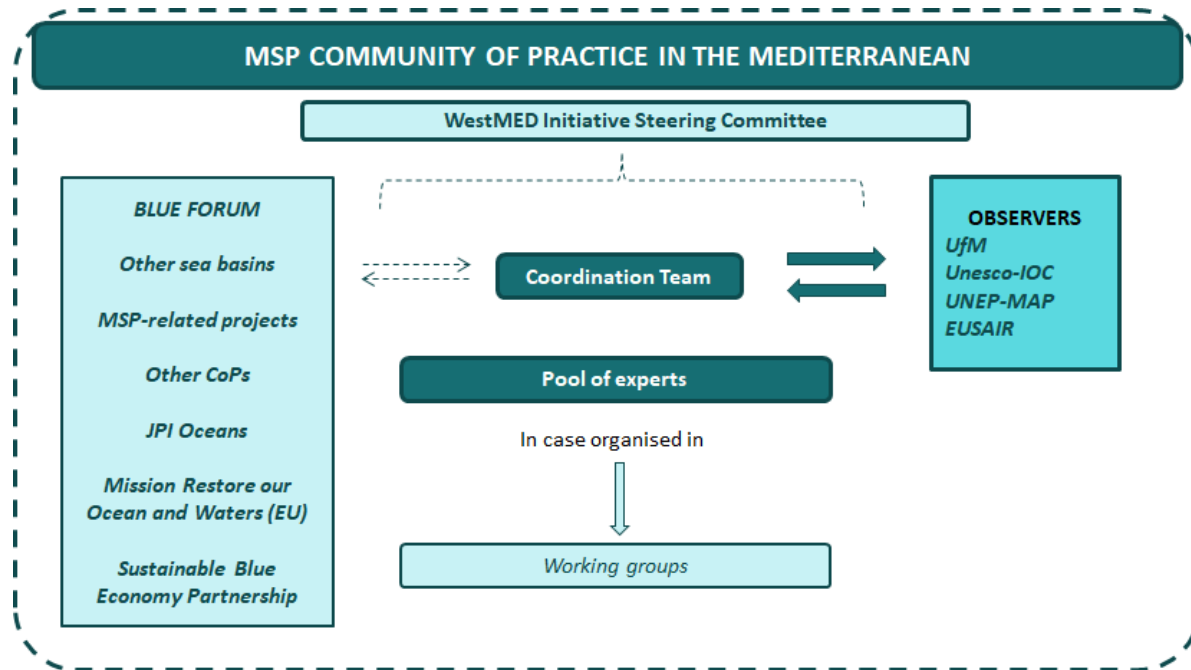 MSP COMMUNITY OF PRACTICE IN THE MEDITERRANEAN
WestMED Initiative Steering Committee
BLUE FORUM
Other sea basins
MSP-related projects
Other CoPs
JPI Oceans
Mission Restore our
Ocean and Waters (EU)
Sustainable Blue
Economy Partnership
Coordination Team
Pool of experts
In case organised in
Working groups
OBSERVERS
UfM
Unesco-IOC
UNEP-MAP
EUSAIR